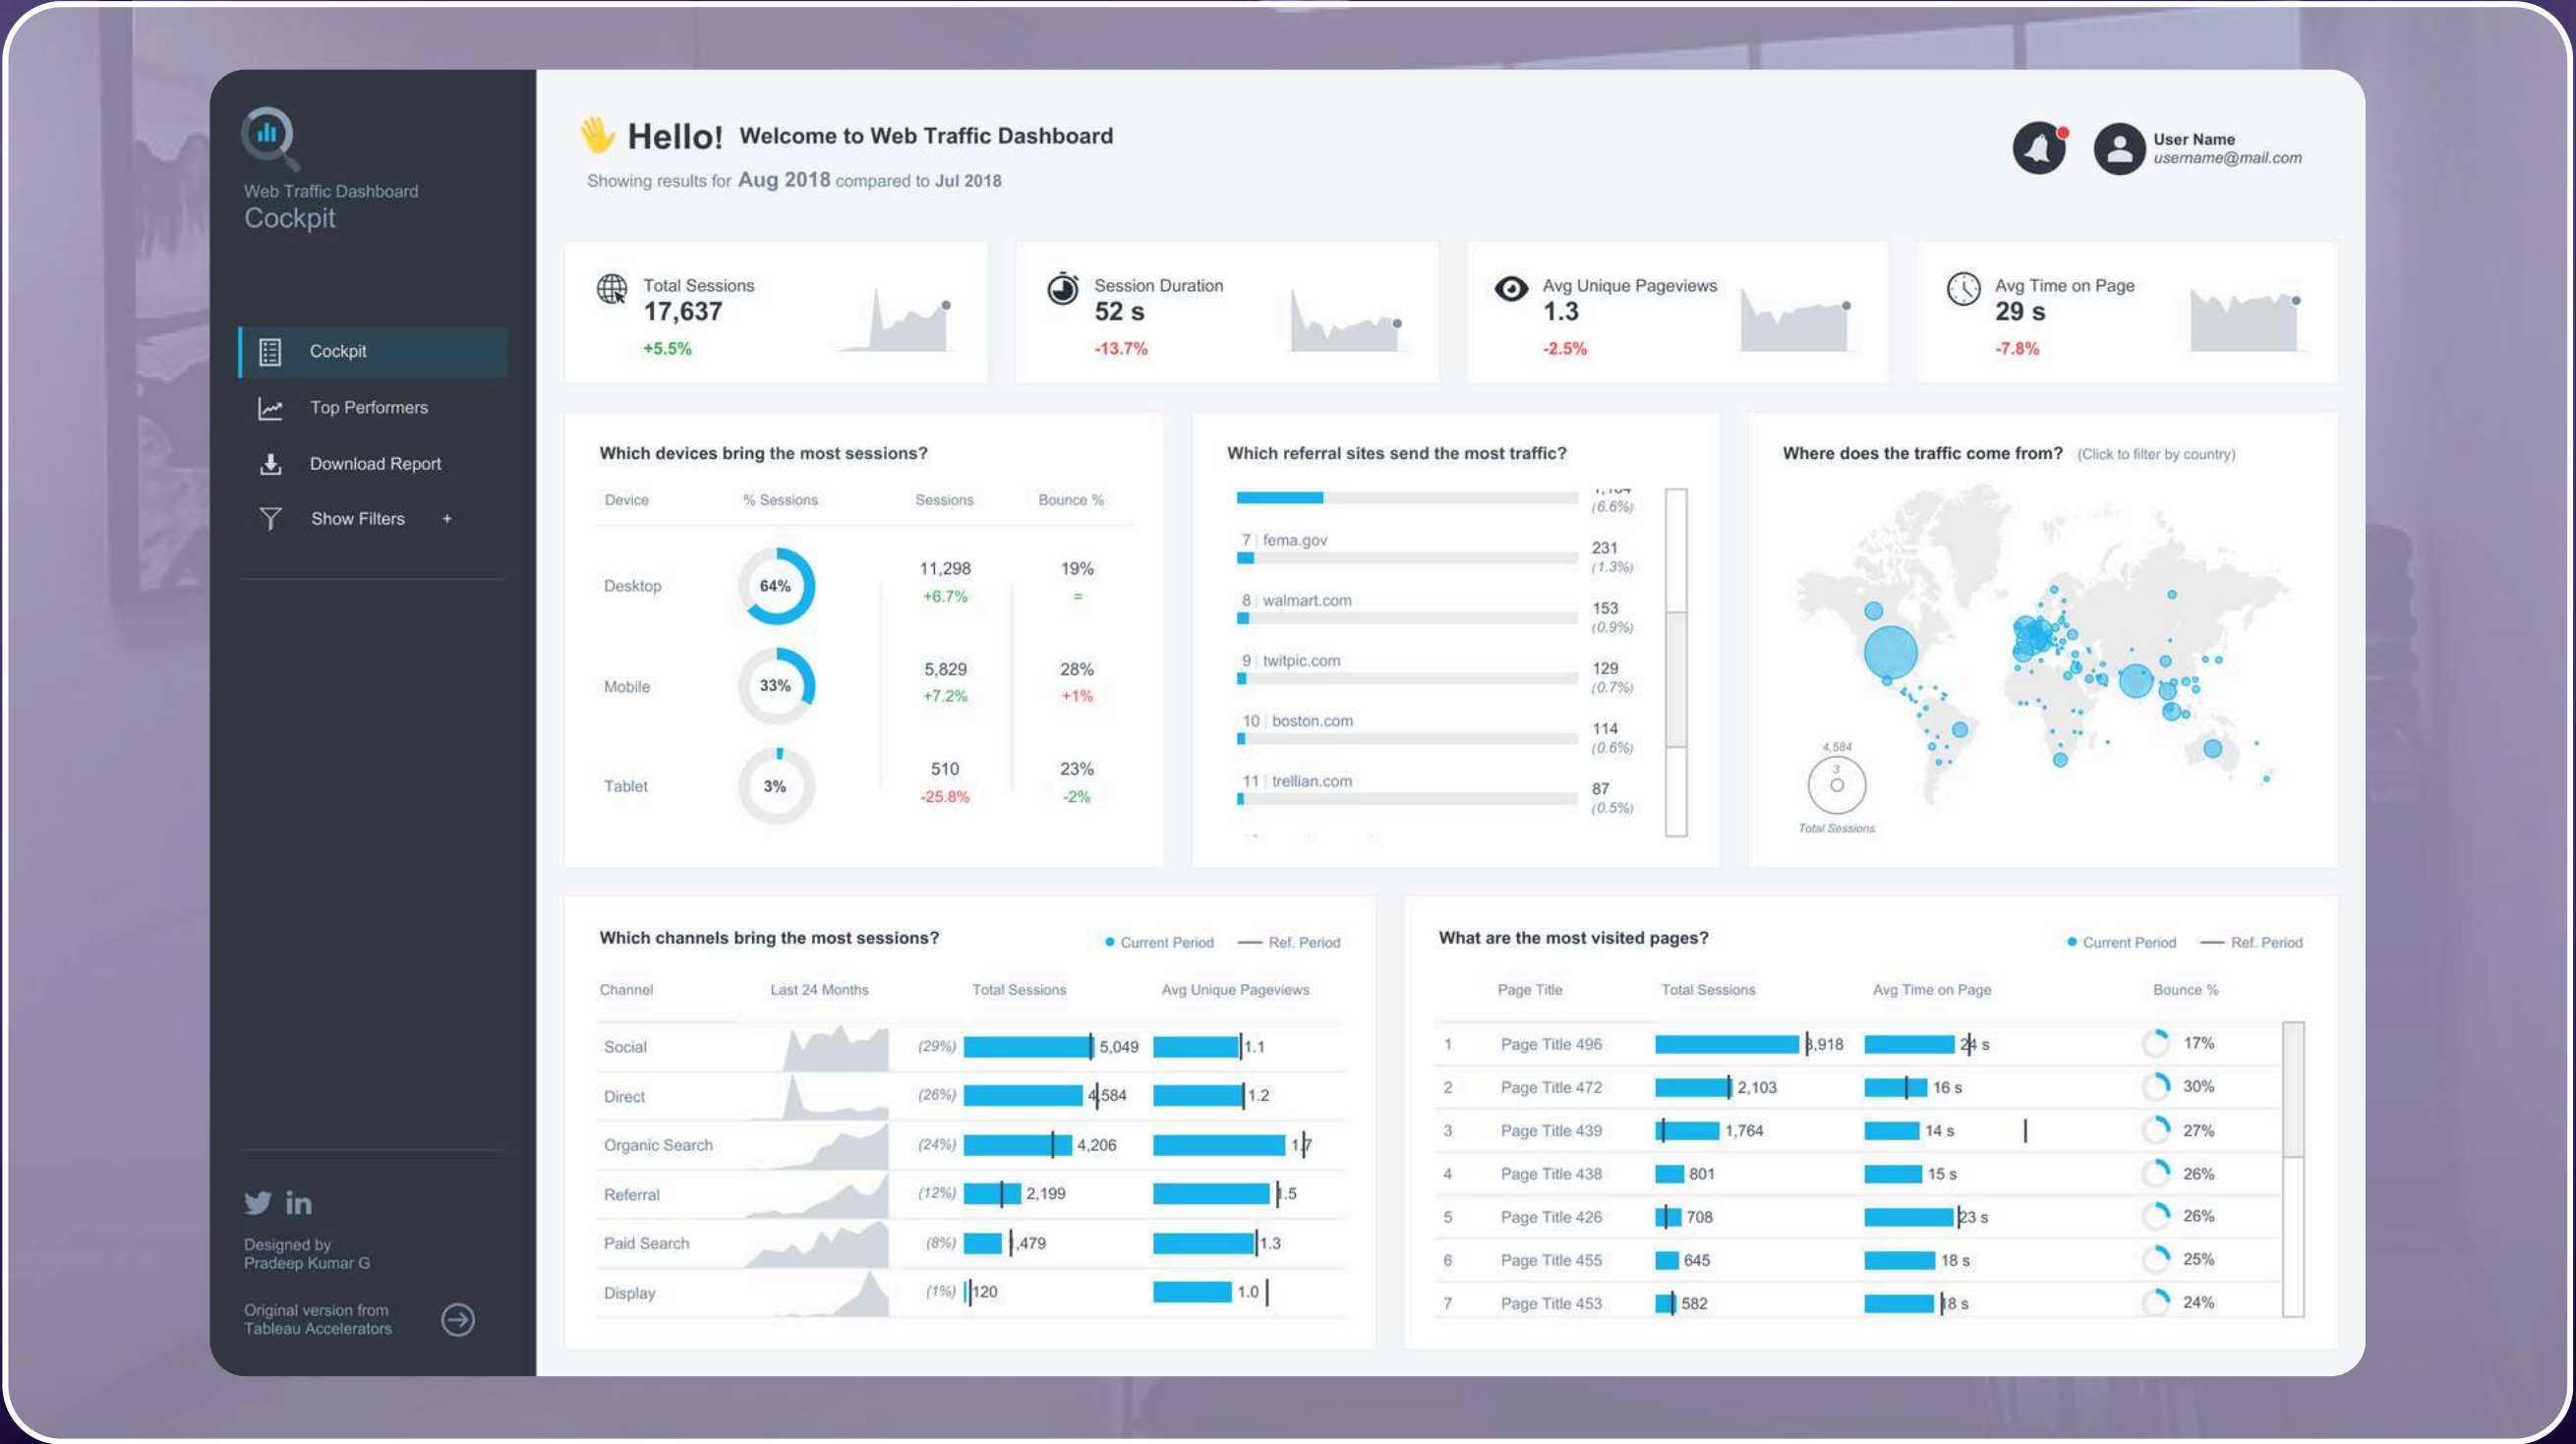 Web Traffic Dashboard
Cockpit
Cockpit
Top Performers
Download Report
Show Filters +
in
Designed by
Pradeep Kumar G
Original version from
Tableau Accelerators
Hello! Welcome to Web Traffic Dashboard
Showing results for Aug 2018 compared to Jul 2018
User Name
username@mail.com
Total Sessions
17,637
+5.5%
Session Duration
52 s
-13.7%
Avg Unique Pageviews
1.3
-2.5%
Avg Time on Page
29 s
-7.8%
Which devices bring the most sessions?
Device % Sessions Sessions Bounce %
Desktop 64% 11,298 19%
+6.7% =
Mobile 33% 5,829 28%
+7.2% +1%
Tablet 3% 510 23%
-25.8% -2%
Which referral sites send the most traffic?
(6.6%)
7 | fema.gov
231
(1.3%)
8 | walmart.com
153
(0.9%)
9 | twitpic.com
129
(0.7%)
10 | boston.com
114
(0.6%)
11 | trellian.com
87
(0.5%)
Where does the traffic come from? (Click to filter by country)
4,584
3
Total Sessions
Which channels bring the most sessions?
Current Period — Ref. Period
Channel Last 24 Months Total Sessions Avg Unique Pageviews
Social (29%) 5,049 1.1
Direct (26%) 4,584 1.2
Organic Search (24%) 4,206 1.7
Referral (12%) 2,199 1.5
Paid Search (8%) 1,479 1.3
Display (1%) 120 1.0
What are the most visited pages?
Current Period — Ref. Period
Page Title Total Sessions Avg Time on Page Bounce %
1 Page Title 496 3,918 24 s 17%
2 Page Title 472 2,103 16 s 30%
3 Page Title 439 1,764 14 s 27%
4 Page Title 438 801 15 s 26%
5 Page Title 426 708 23 s 26%
6 Page Title 455 645 18 s 25%
7 Page Title 453 582 18 s 24%